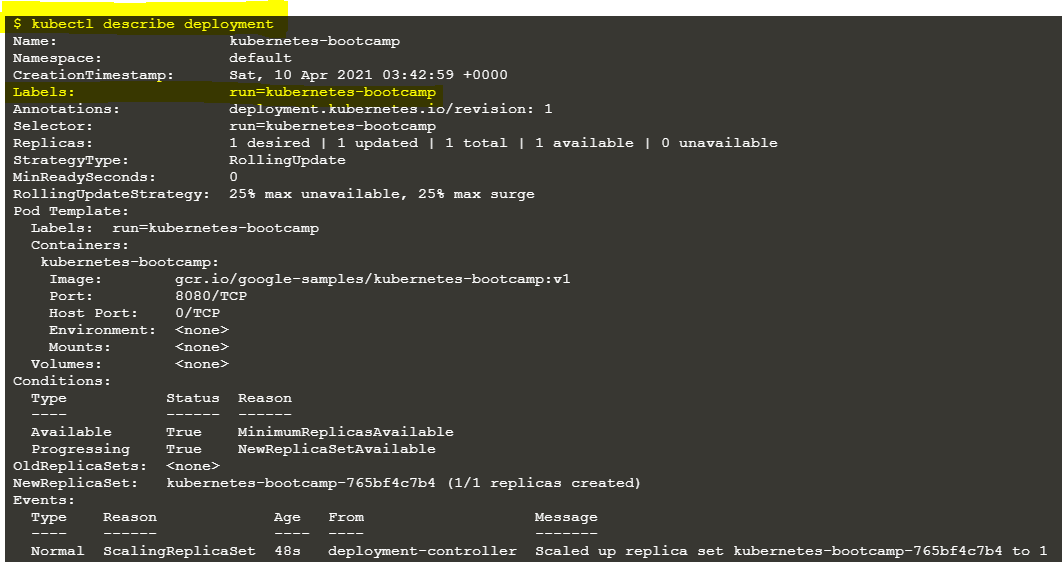 $ kubectl describe deployment
Name:                   kubernetes-bootcamp
Namespace:              default
CreationTimestamp:      Sat, 10 Apr 2021 03:42:59 +0000
Labels:                 run=kubernetes-bootcamp
Annotations:            deployment.kubernetes.io/revision: 1
Selector:               run=kubernetes-bootcamp
Replicas:               1 desired | 1 updated | 1 total | 1 available | 0 unavailable
StrategyType:           RollingUpdate
MinReadySeconds:        0
RollingUpdateStrategy:  25% max unavailable, 25% max surge
Pod Template:
  Labels:  run=kubernetes-bootcamp
  Containers:
   kubernetes-bootcamp:
    Image:        gcr.io/google-samples/kubernetes-bootcamp:v1
    Port:         8080/TCP
    Host Port:    0/TCP
    Environment:  <none>
    Mounts:       <none>
  Volumes:        <none>
Conditions:
  Type           Status  Reason
  ----           ------  ------
  Available      True    MinimumReplicasAvailable
  Progressing    True    NewReplicaSetAvailable
OldReplicaSets:  <none>
NewReplicaSet:   kubernetes-bootcamp-765bf4c7b4 (1/1 replicas created)
Events:
  Type    Reason             Age   From                   Message
  ----    ------             ----  ----                   -------
  Normal  ScalingReplicaSet  48s   deployment-controller  Scaled up replica set kubernetes-bootcamp-765bf4c7b4 to 1